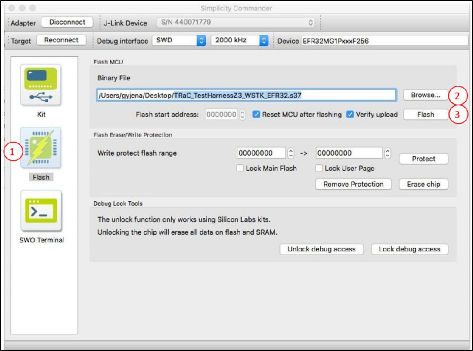 Simplicity Commander
Adapter Disconnect J-Link Device S/N 440071779
Target Reconnect Debug interface SWD 2000 kHz Device EFR32MG1PxxxF256
Flash MCU
Binary File
/Users/gyjena/Desktop/TRaC_TestHarnessZ3_WSTK_EFR32.s37 Browse... 2
Flash start address: 0000000 Reset MCU after flashing Verify upload Flash 3
Kit
Flash Erase/Write Protection
Write protect flash range 00000000 -> 00000000 Protect
1
Lock Main Flash Lock User Page
Flash
Remove Protection Erase chip
Debug Lock Tools
The unlock function only works using Silicon Labs kits.
Unlocking the chip will erase all data on flash and SRAM.
SWO Terminal
Unlock debug access Lock debug access